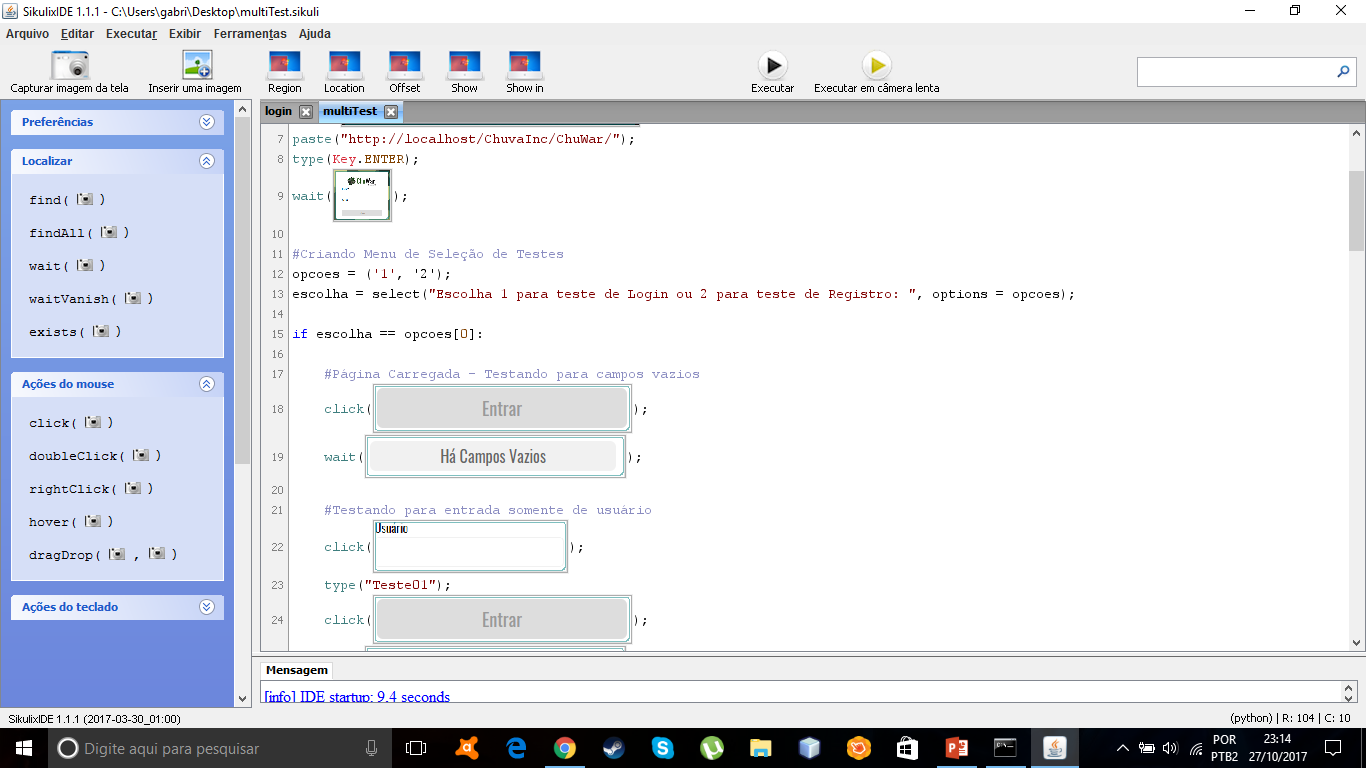 SikulixIDE 1.1.1 - C:\Users\gabri\Desktop\multiTest.sikuli
Arquivo Editar Executar Exibir Ferramentas Ajuda
Capturar imagem da tela
Inserir uma imagem
Region
Location
Offset
Show
Show in
Executar
Executar em câmera lenta
Preferências
Localizar
find( )
findAll( )
wait( )
waitVanish( )
exists( )
Ações do mouse
click( )
doubleClick( )
rightClick( )
hover( )
dragDrop( , )
Ações do teclado
login
multiTest
7 paste("http://localhost/ChuvaInc/ChuWar/");
8 type(Key.ENTER);
9 wait( ChuWar );
10
11 #Criando Menu de Seleção de Testes
12 opcoes = ('1', '2');
13 escolha = select("Escolha 1 para teste de Login ou 2 para teste de Registro: ", options = opcoes);
14
15 if escolha == opcoes[0]:
16
17 #Página Carregada - Testando para campos vazios
18 click( Entrar );
19 wait( Há Campos Vazios );
20
21 #Testando para entrada somente de usuário
22 click( Usuário );
23 type("Teste01");
24 click( Entrar );
Mensagem
[info] IDE startup: 9.4 seconds
SikulixIDE 1.1.1 (2017-03-30_01:00)
(python) | R: 104 | C: 10
Digite aqui para pesquisar
POR
PTB2
23:14
27/10/2017